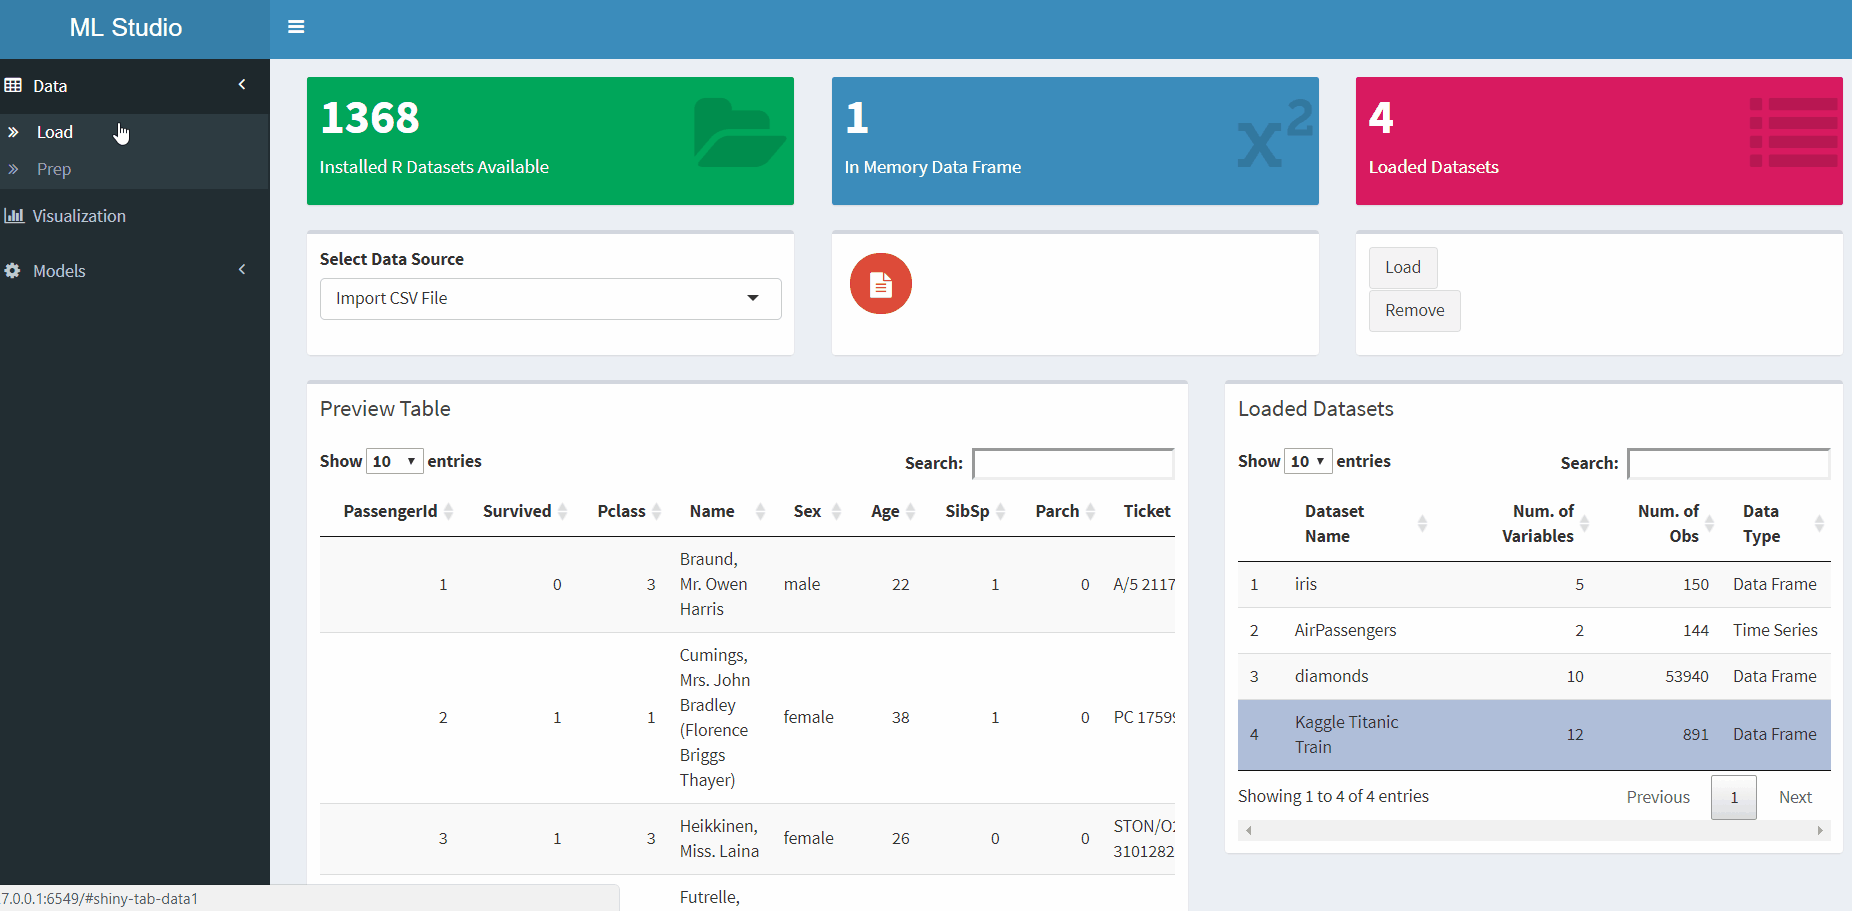 ML Studio
Data
Load
Prep
Visualization
Models
1368
Installed R Datasets Available
1
In Memory Data Frame
x2
4
Loaded Datasets
Select Data Source
Import CSV File
Load
Remove
Preview Table
Show 10 entries
Search:
PassengerId Survived Pclass Name Sex Age SibSp Parch Ticket
Braund,
1 0 3 Mr. Owen male 22 1 0 A/5 2117
Harris
Cumings,
Mrs. John
Bradley
2 1 1 female 38 1 0 PC 17599
(Florence
Briggs
Thayer)
Heikkinen, STON/O2
3 1 3 female 26 0 0
Miss. Laina 3101282
Futrelle,
Loaded Datasets
Show 10 entries
Search:
Dataset Num. of Num. of Data
Name Variables Obs Type
1 iris 5 150 Data Frame
2 AirPassengers 2 144 Time Series
3 diamonds 10 53940 Data Frame
Kaggle Titanic
4 12 891 Data Frame
Train
Showing 1 to 4 of 4 entries
Previous 1 Next
7.0.0.1:6549/#shiny-tab-data1